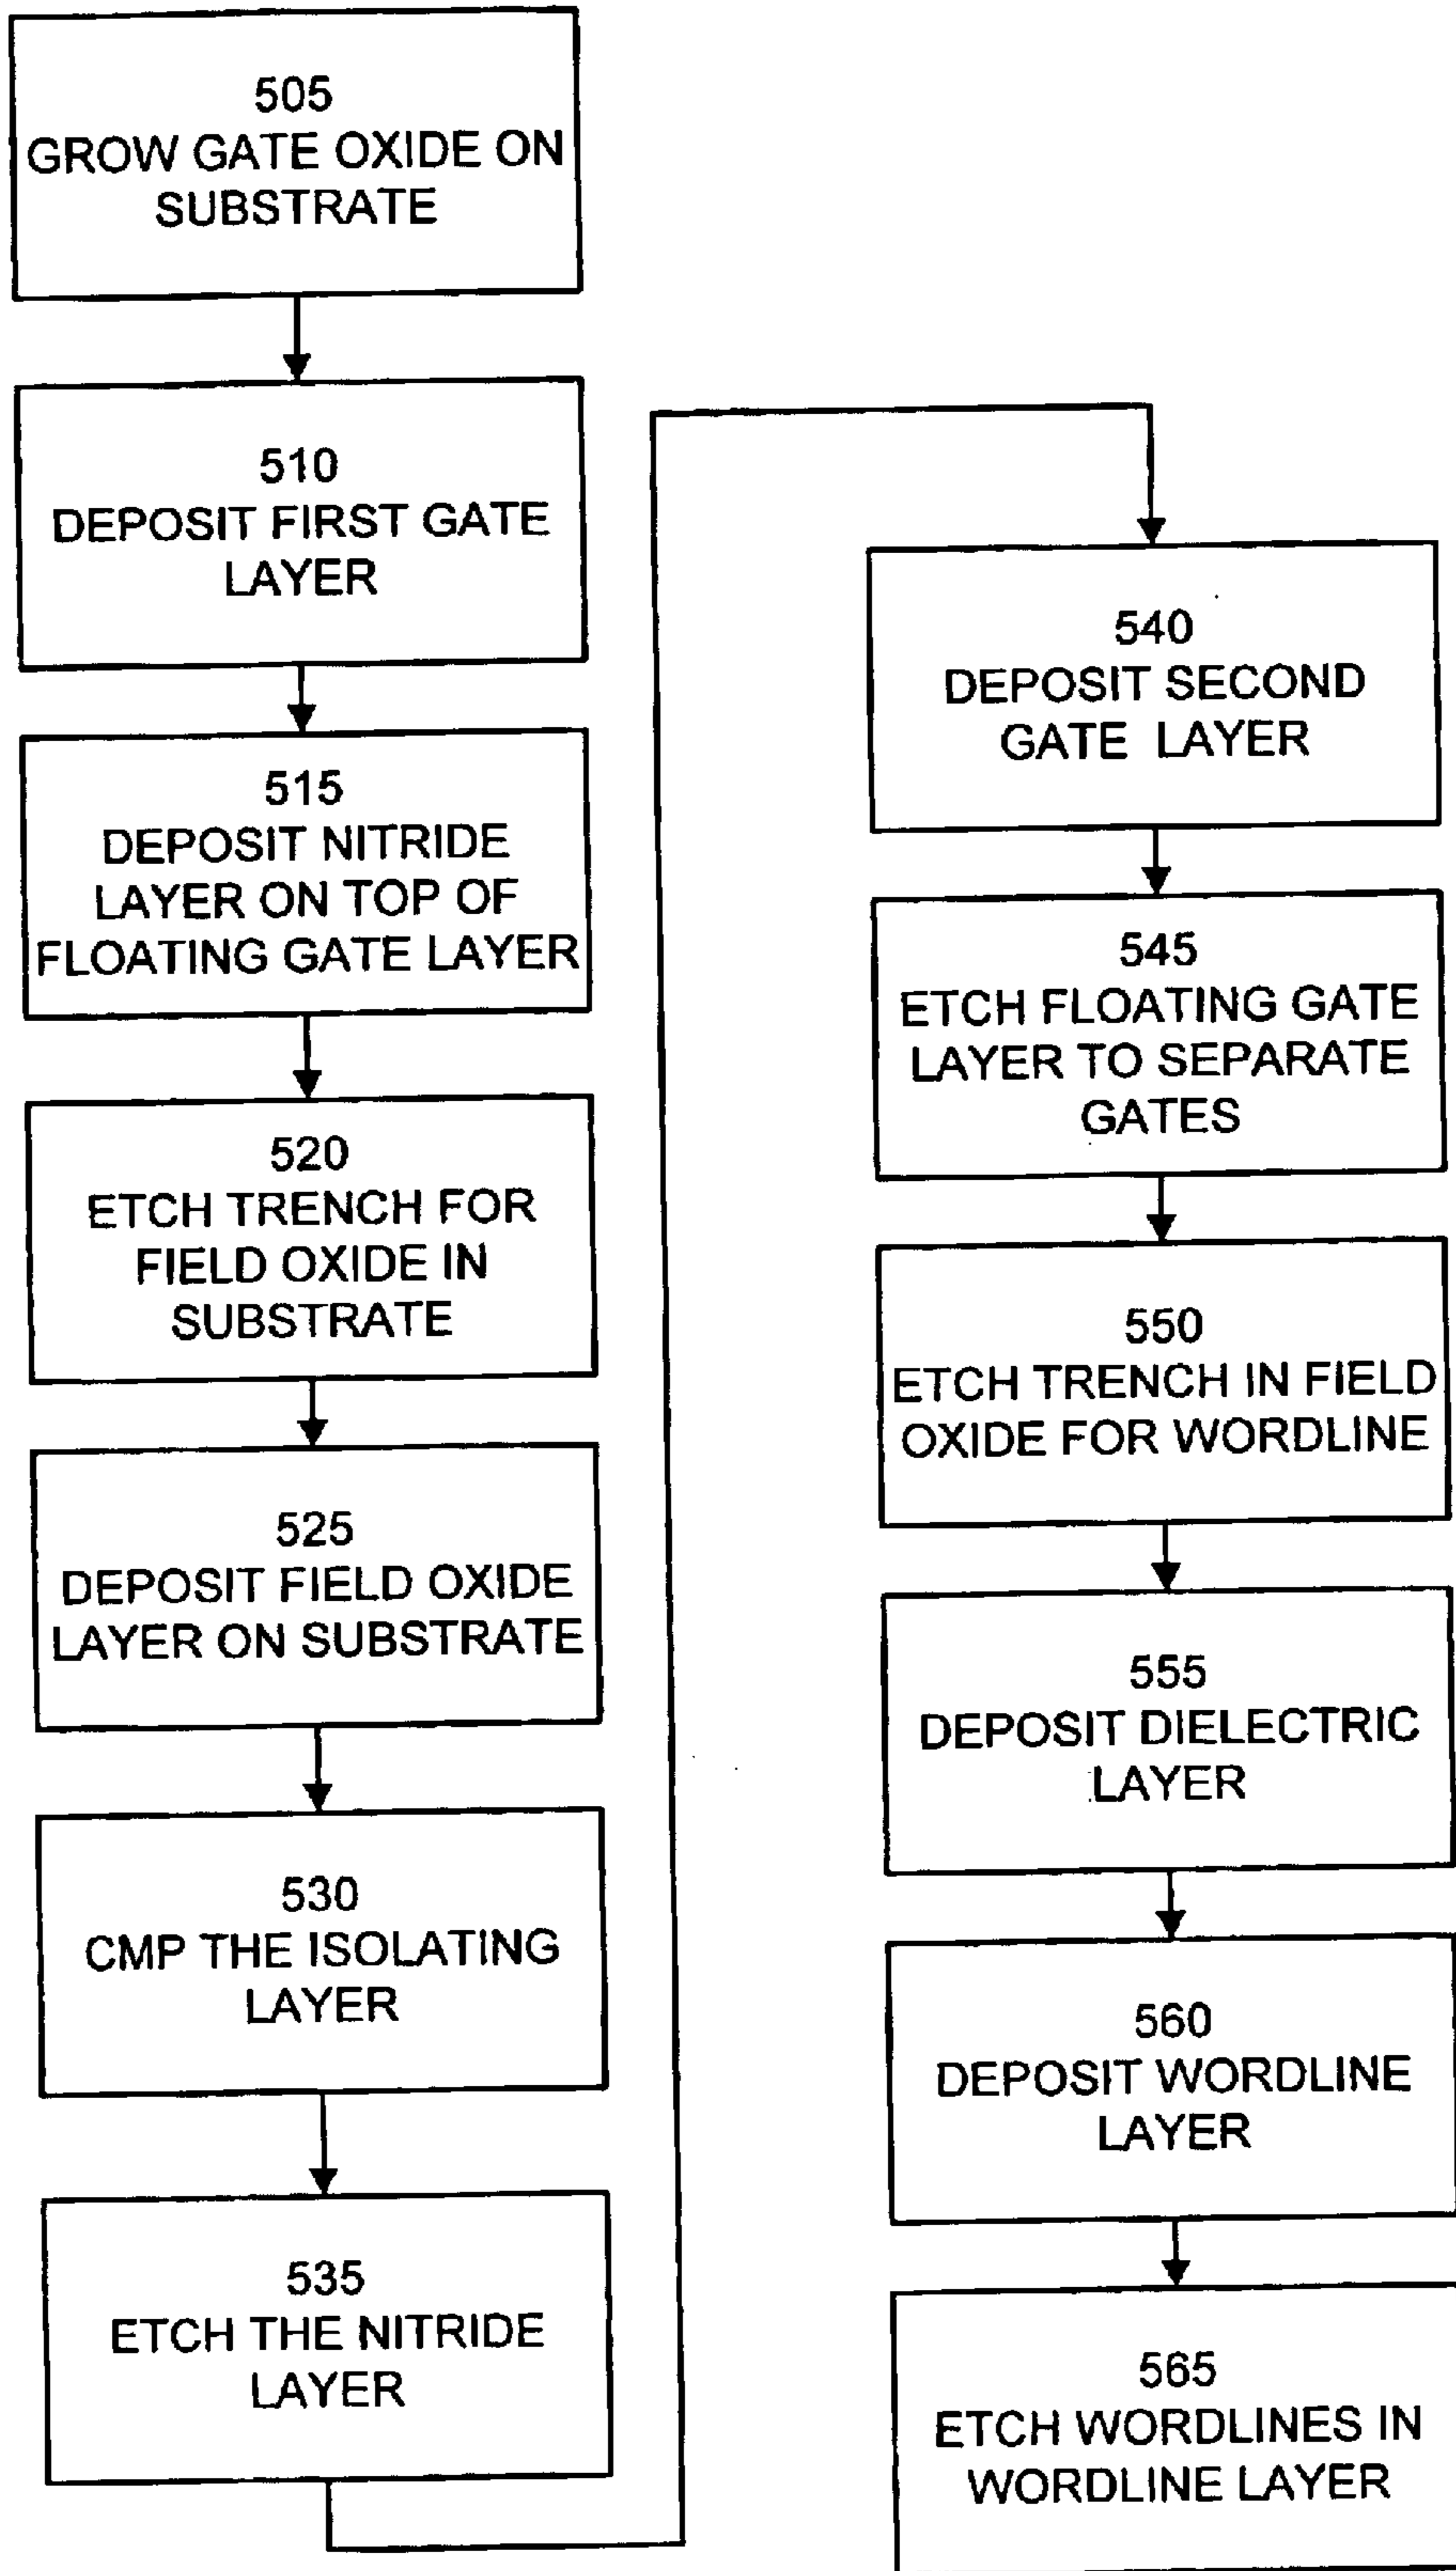 505
GROW GATE OXIDE ON
SUBSTRATE
510
DEPOSIT FIRST GATE
LAYER
515
DEPOSIT NITRIDE
LAYER ON TOP OF
FLOATING GATE LAYER
520
ETCH TRENCH FOR
FIELD OXIDE IN
SUBSTRATE
525
DEPOSIT FIELD OXIDE
LAYER ON SUBSTRATE
530
CMP THE ISOLATING
LAYER
535
ETCH THE NITRIDE
LAYER
540
DEPOSIT SECOND
GATE LAYER
545
ETCH FLOATING GATE
LAYER TO SEPARATE
GATES
550
ETCH TRENCH IN FIELD
OXIDE FOR WORDLINE
555
DEPOSIT DIELECTRIC
LAYER
560
DEPOSIT WORDLINE
LAYER
565
ETCH WORDLINES IN
WORDLINE LAYER